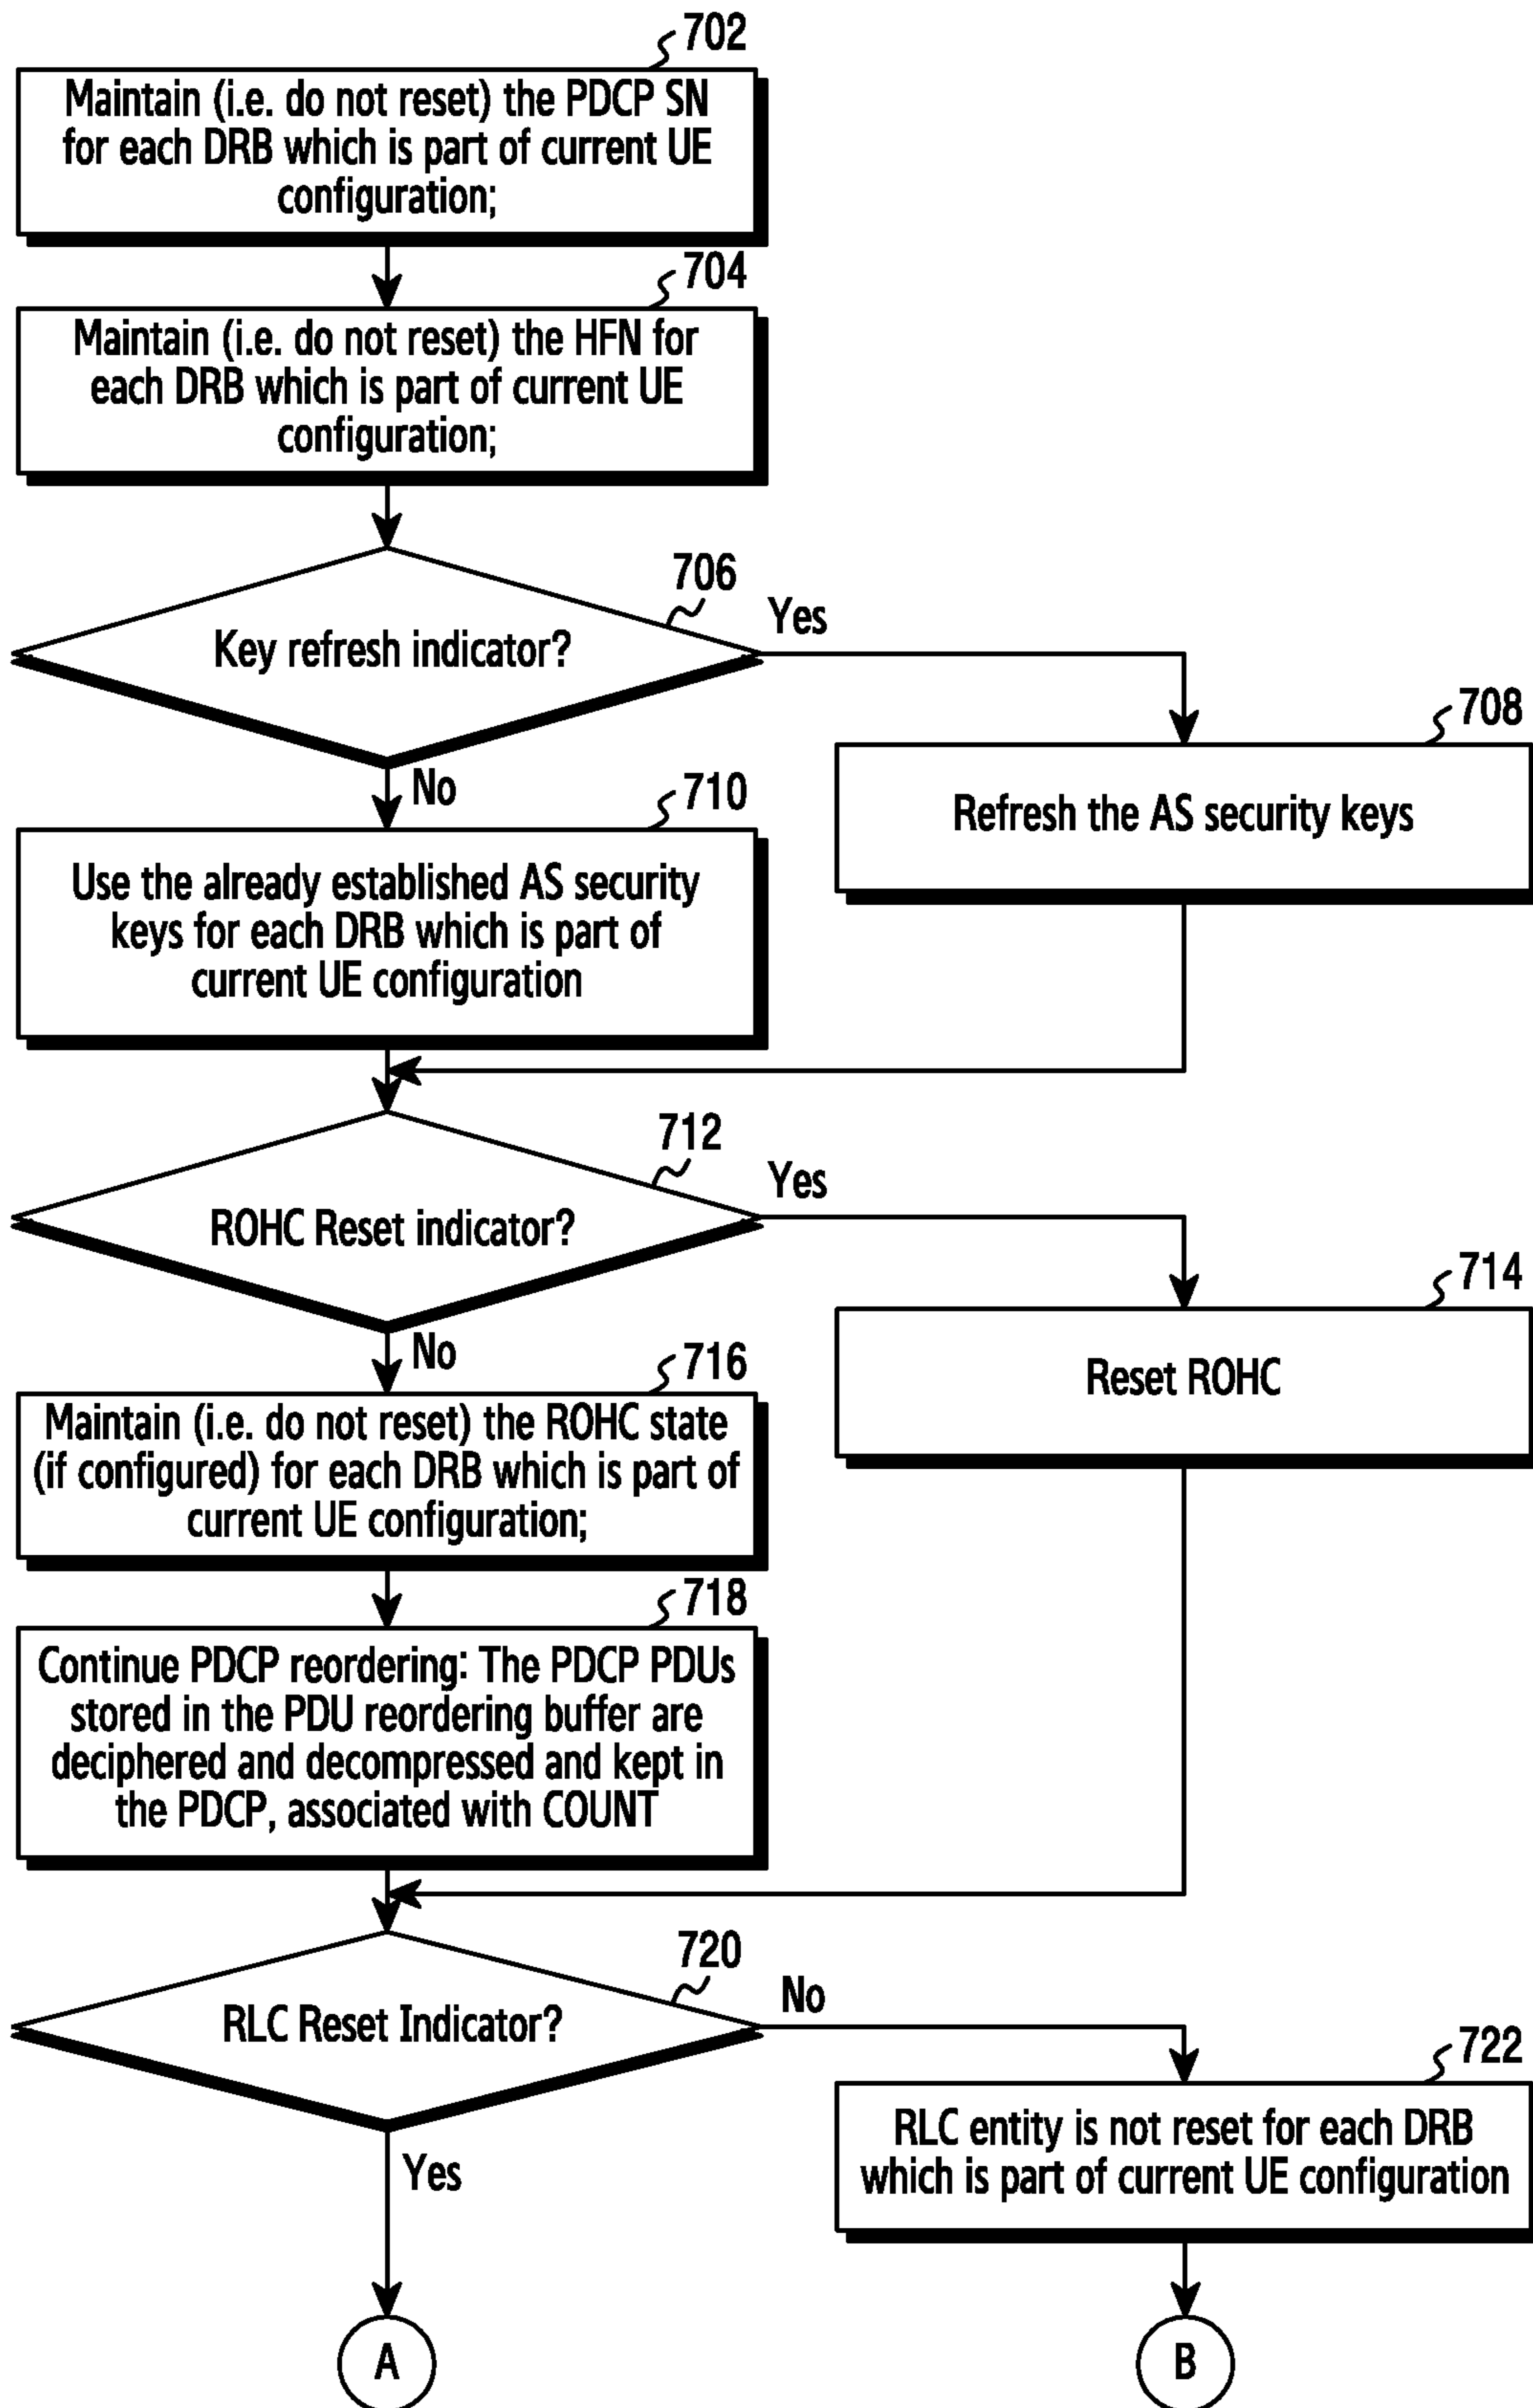 702
Maintain (i.e. do not reset) the PDCP SN
for each DRB which is part of current UE
configuration;
704
Maintain (i.e. do not reset) the HFN for
each DRB which is part of current UE
configuration;
706
Key refresh indicator?
Yes
708
Refresh the AS security keys
No
710
Use the already established AS security
keys for each DRB which is part of
current UE configuration
712
ROHC Reset indicator?
Yes
714
Reset ROHC
No
716
Maintain (i.e. do not reset) the ROHC state
(if configured) for each DRB which is part of
current UE configuration;
718
Continue PDCP reordering: The PDCP PDUs
stored in the PDU reordering buffer are
deciphered and decompressed and kept in
the PDCP, associated with COUNT
720
RLC Reset Indicator?
No
722
RLC entity is not reset for each DRB
which is part of current UE configuration
Yes
A
B